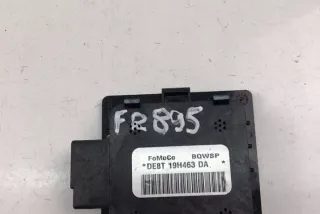 FR895
FoMoCo BQWSP
*DE8T 19H463 DA